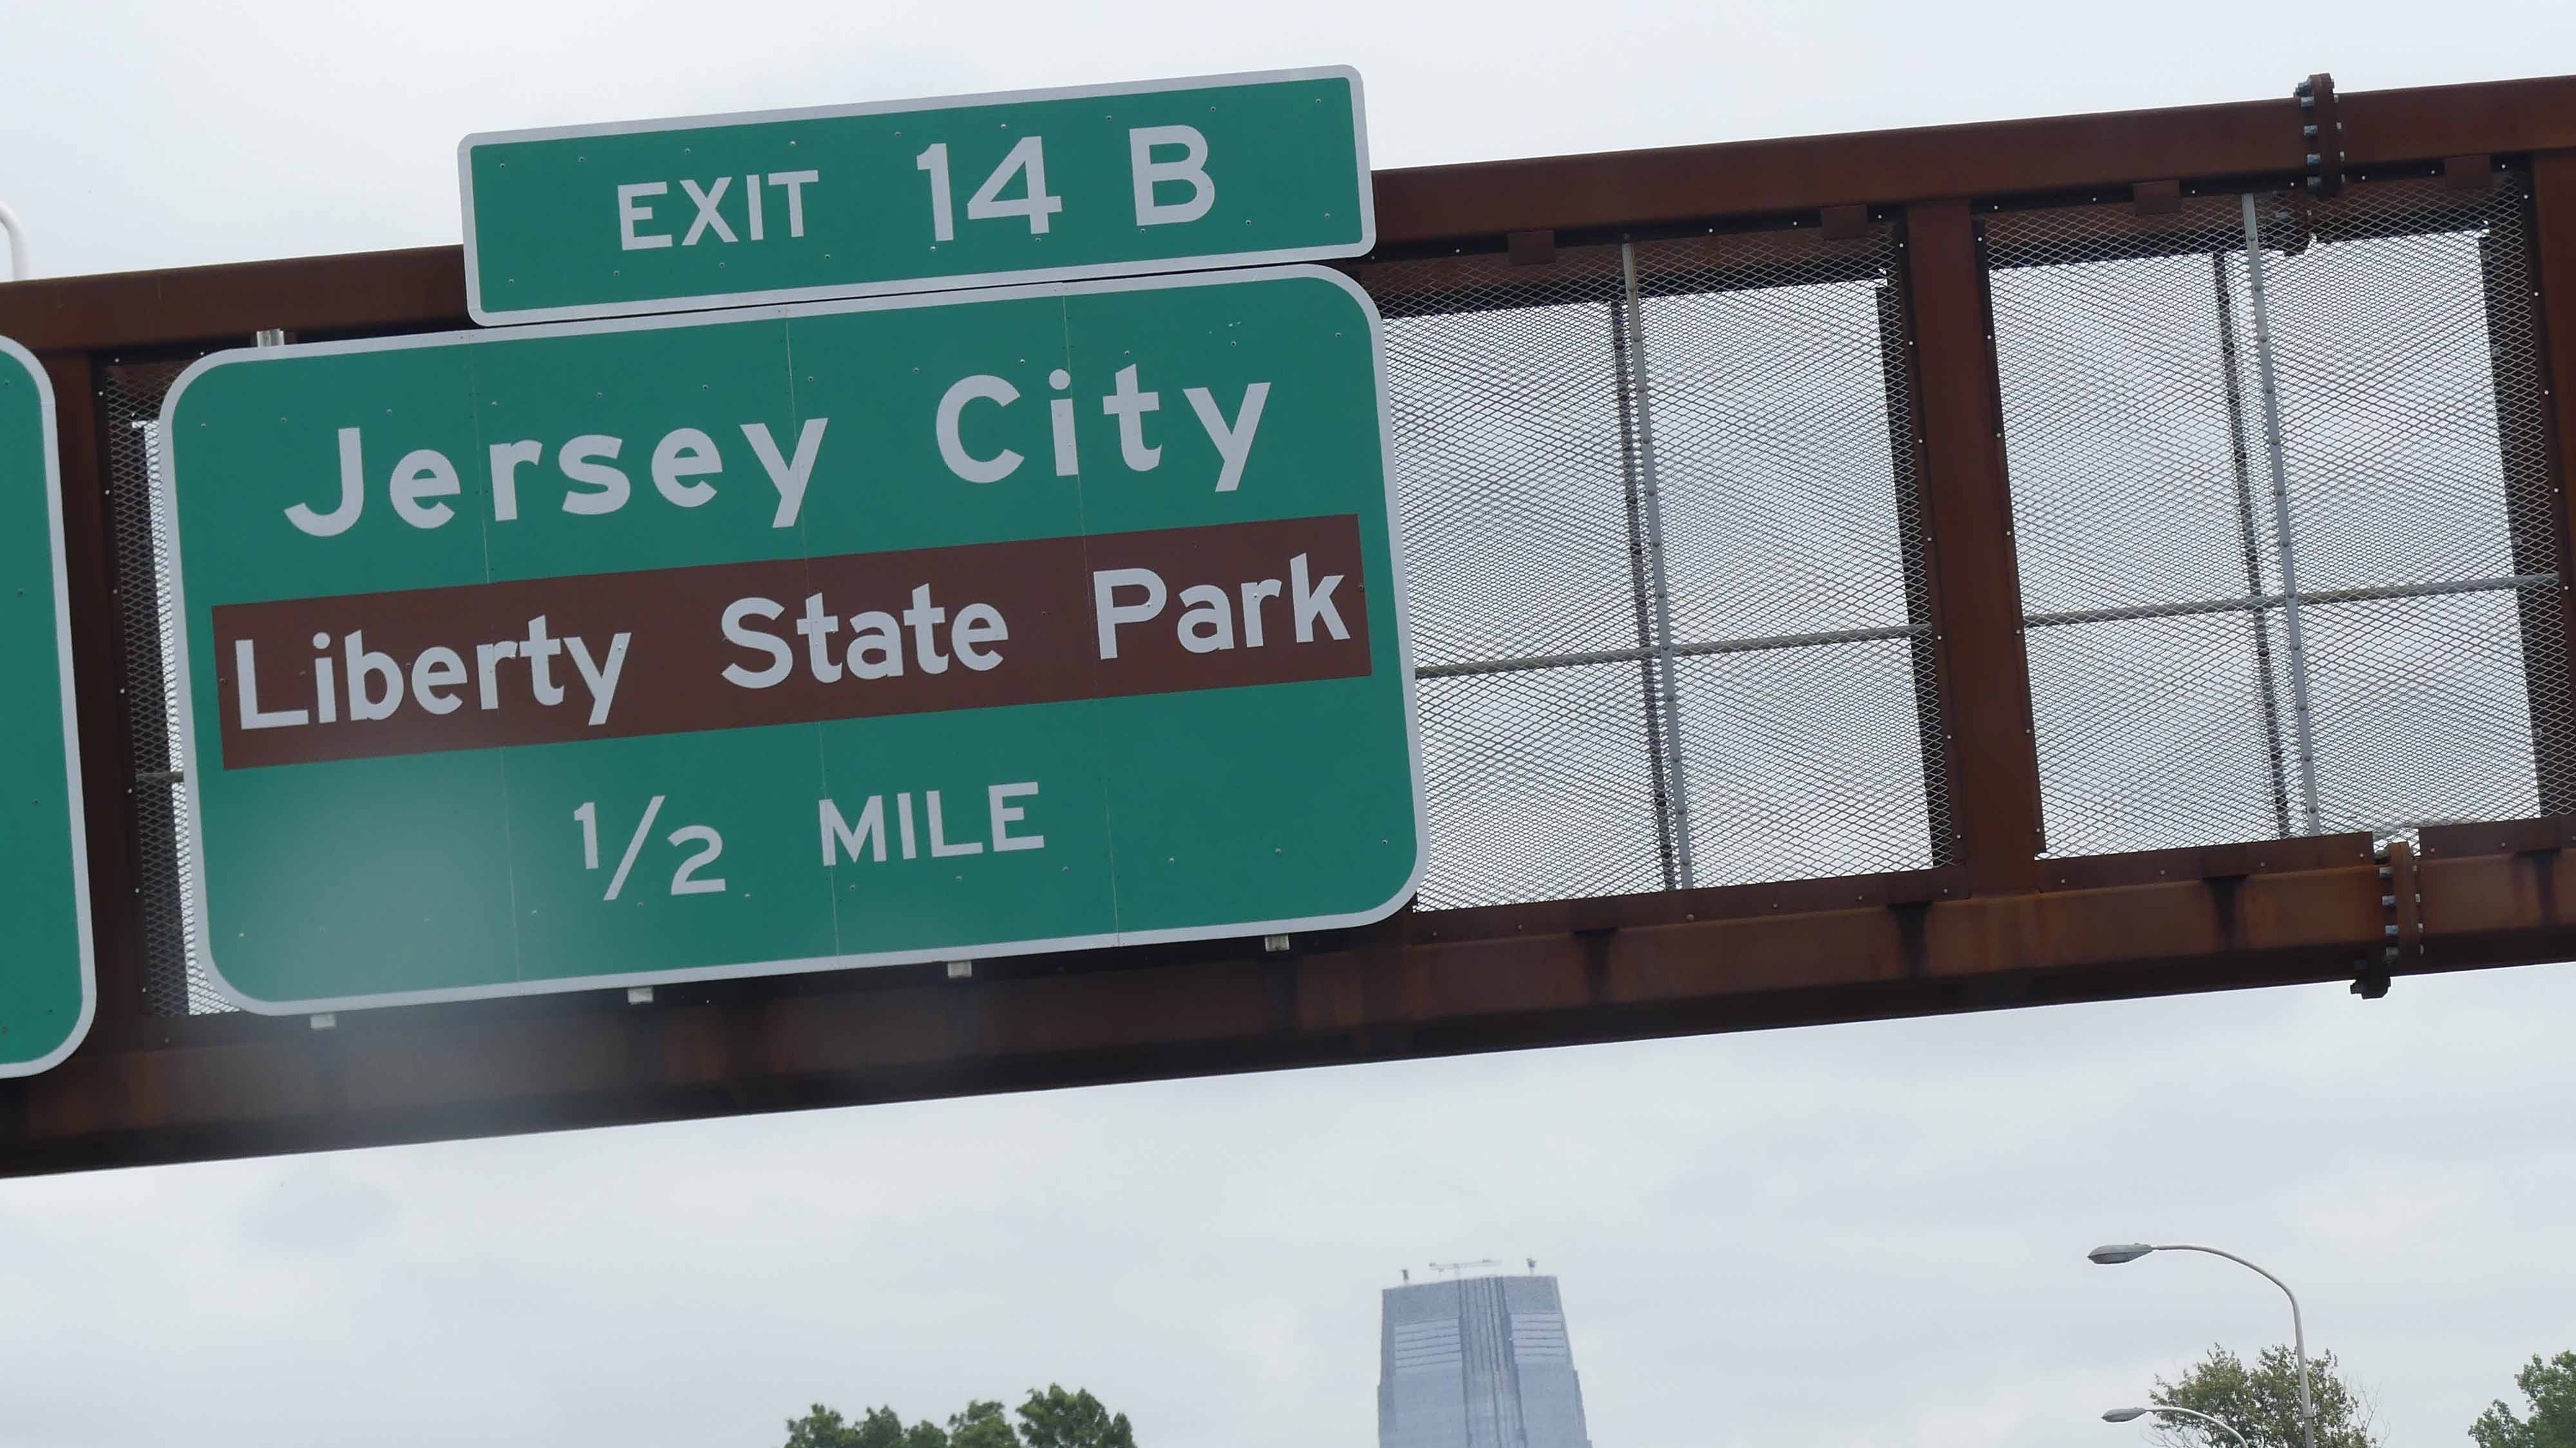 EXIT 14 B
Jersey City
Liberty State Park
1/2 MILE